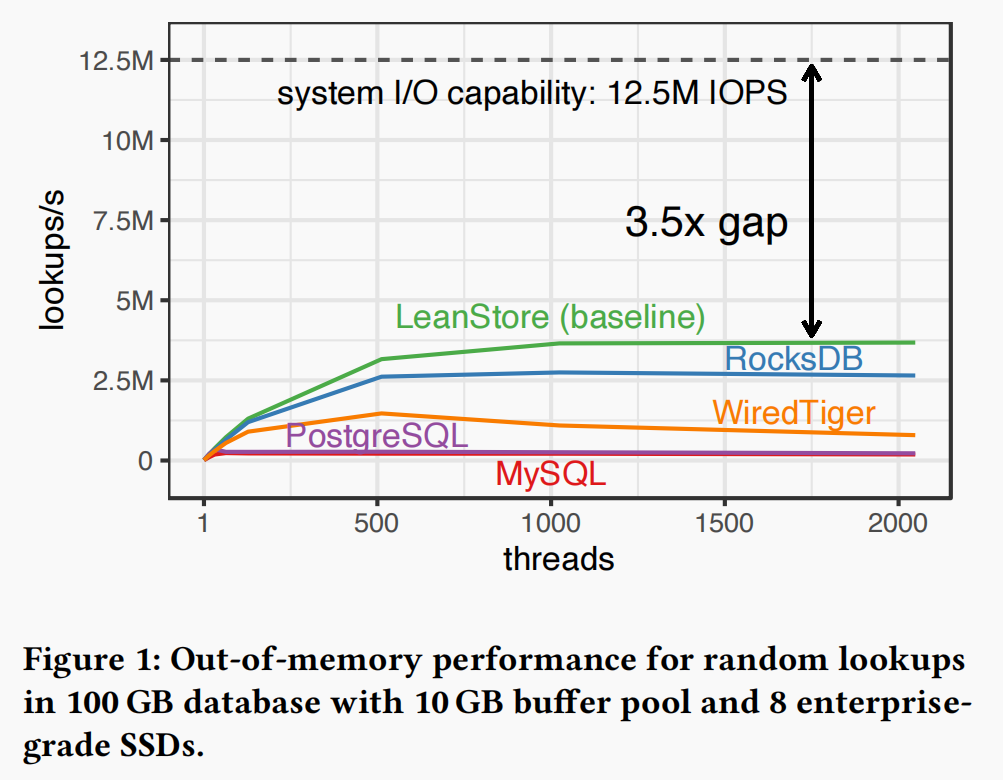 12.5M
system I/O capability: 12.5M IOPS
10M
7.5M
3.5x gap
lookups/s
5M
LeanStore (baseline)
RocksDB
2.5M
WiredTiger
PostgreSQL
0
MySQL
1 500 1000 1500 2000
threads
Figure 1: Out-of-memory performance for random lookups
in 100 GB database with 10 GB buffer pool and 8 enterprise-
grade SSDs.